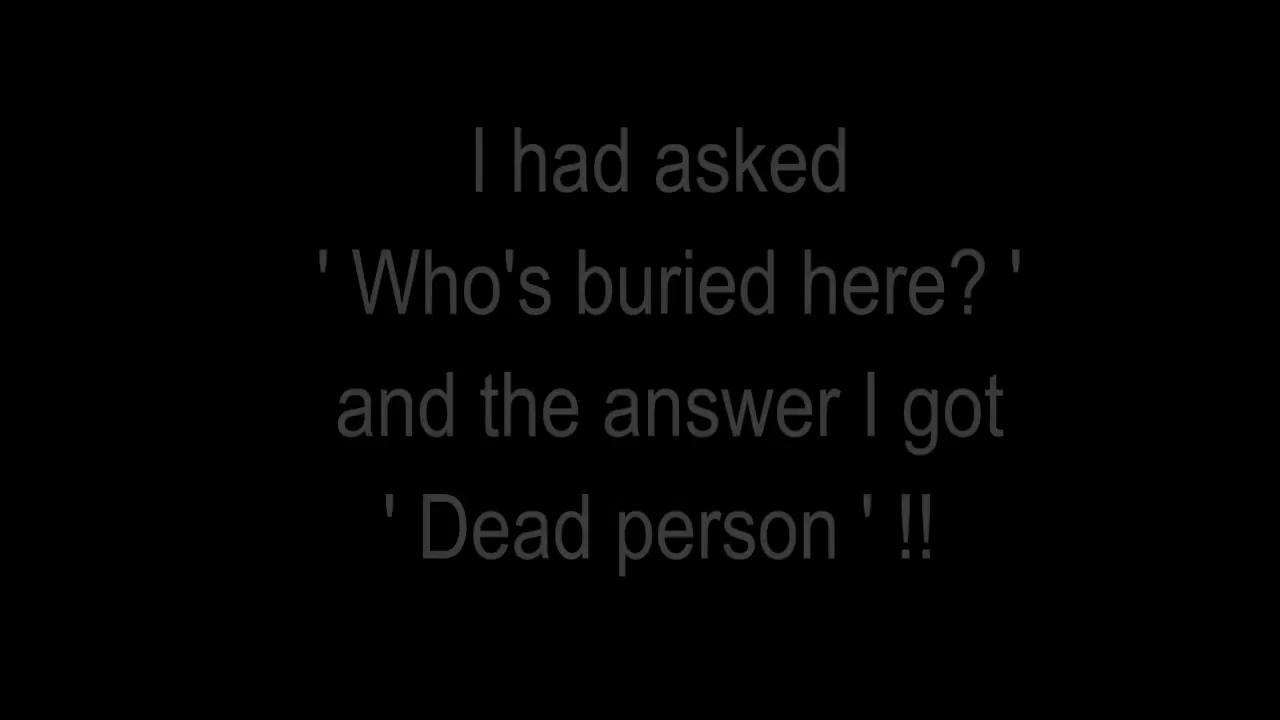 I had asked
' Who's buried here? '
and the answer I got
' Dead person ' !!